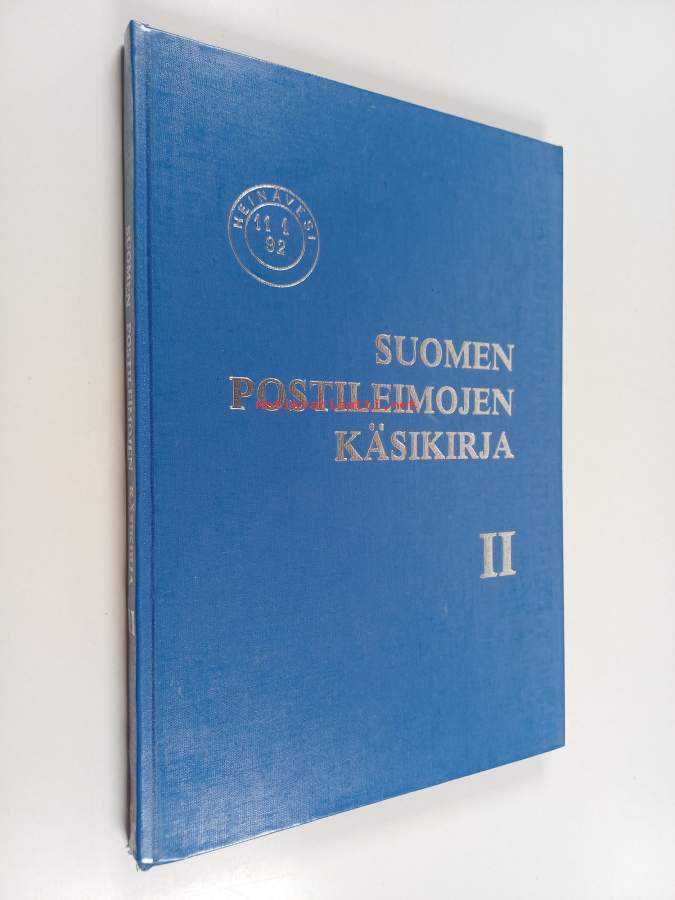 HEINÄVESI
11 1
92
SUOMEN
POSTILEIMOJEN
KÄSIKIRJA
II
SUOMEN POSTILEIMOJEN KÄSIKIRJA II